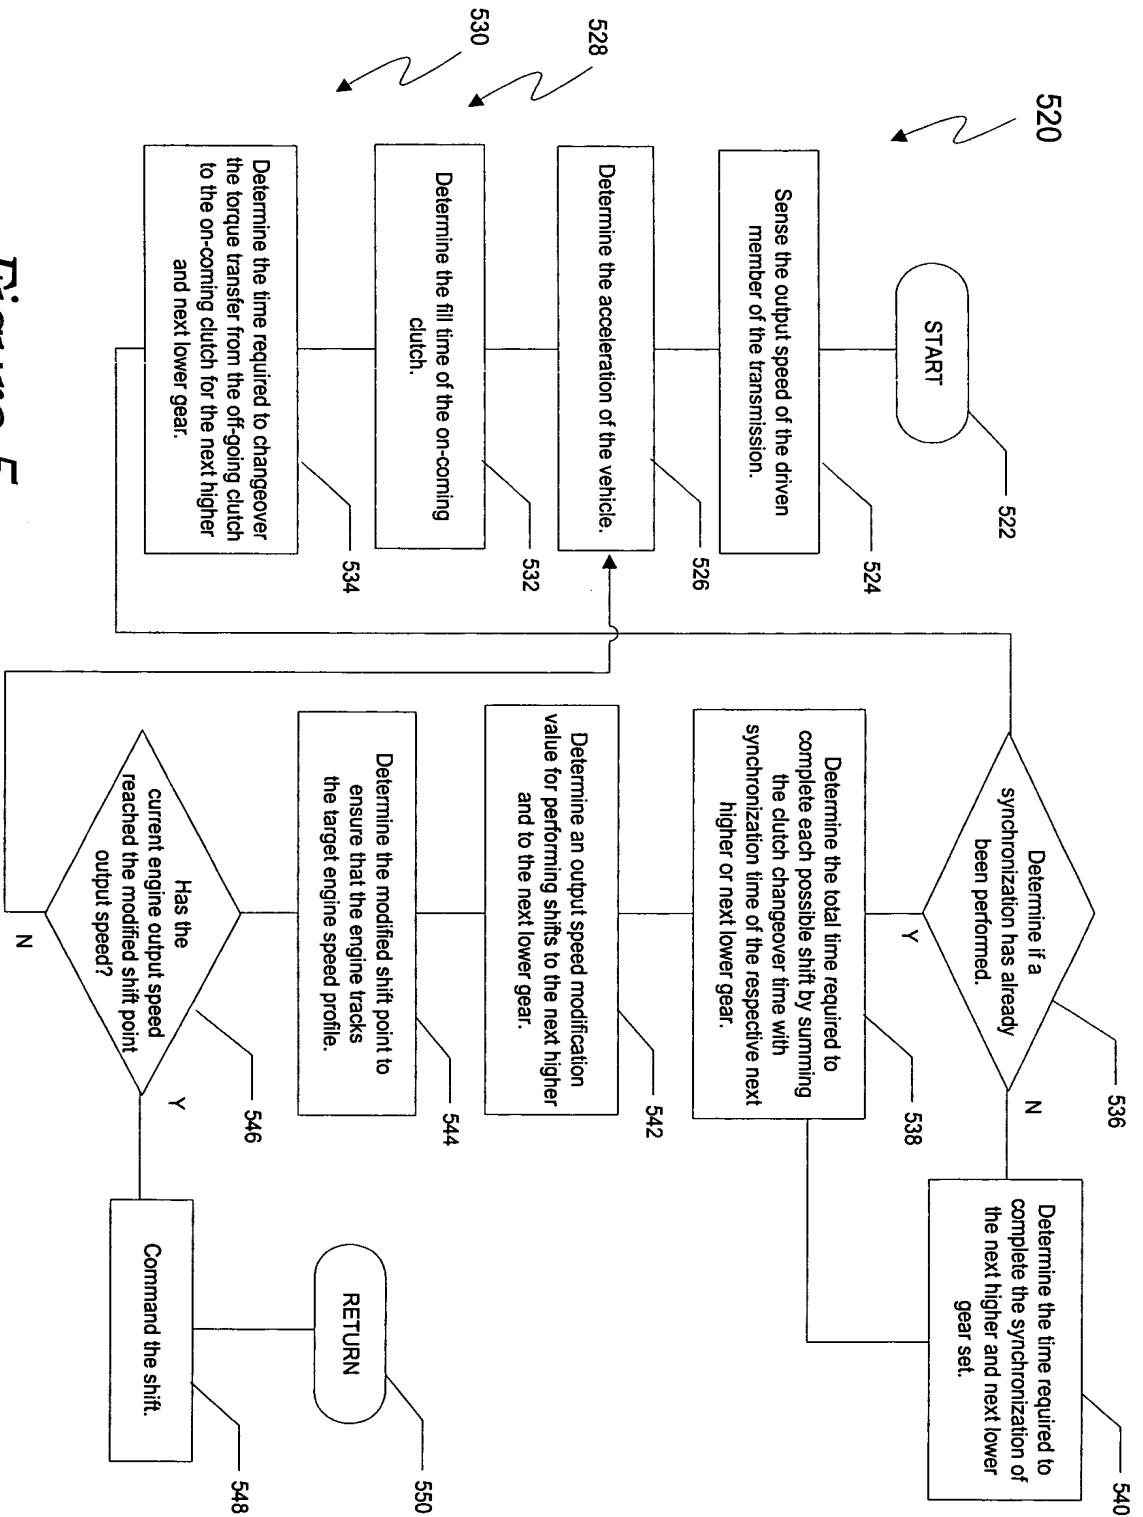 520
START
522
Sense the output speed of the driven
member of the transmission.
524
Determine the acceleration of the vehicle.
526
528
Determine the fill time of the on-coming
clutch.
532
530
Determine the time required to changeover
the torque transfer from the off-going clutch
to the on-coming clutch for the next higher
and next lower gear.
534
Determine if a
synchronization has already
been performed.
536
N
Y
Determine the time required to
complete the synchronization of
the next higher and next lower
gear set.
540
Determine the total time required to
complete each possible shift by summing
the clutch changeover time with
synchronization time of the respective next
higher or next lower gear.
538
Determine an output speed modification
value for performing shifts to the next higher
and to the next lower gear.
542
Determine the modified shift point to
ensure that the engine tracks
the target engine speed profile.
544
Has the
current engine output speed
reached the modified shift point
output speed?
546
N
Y
Command the shift.
548
RETURN
550
Figure 5